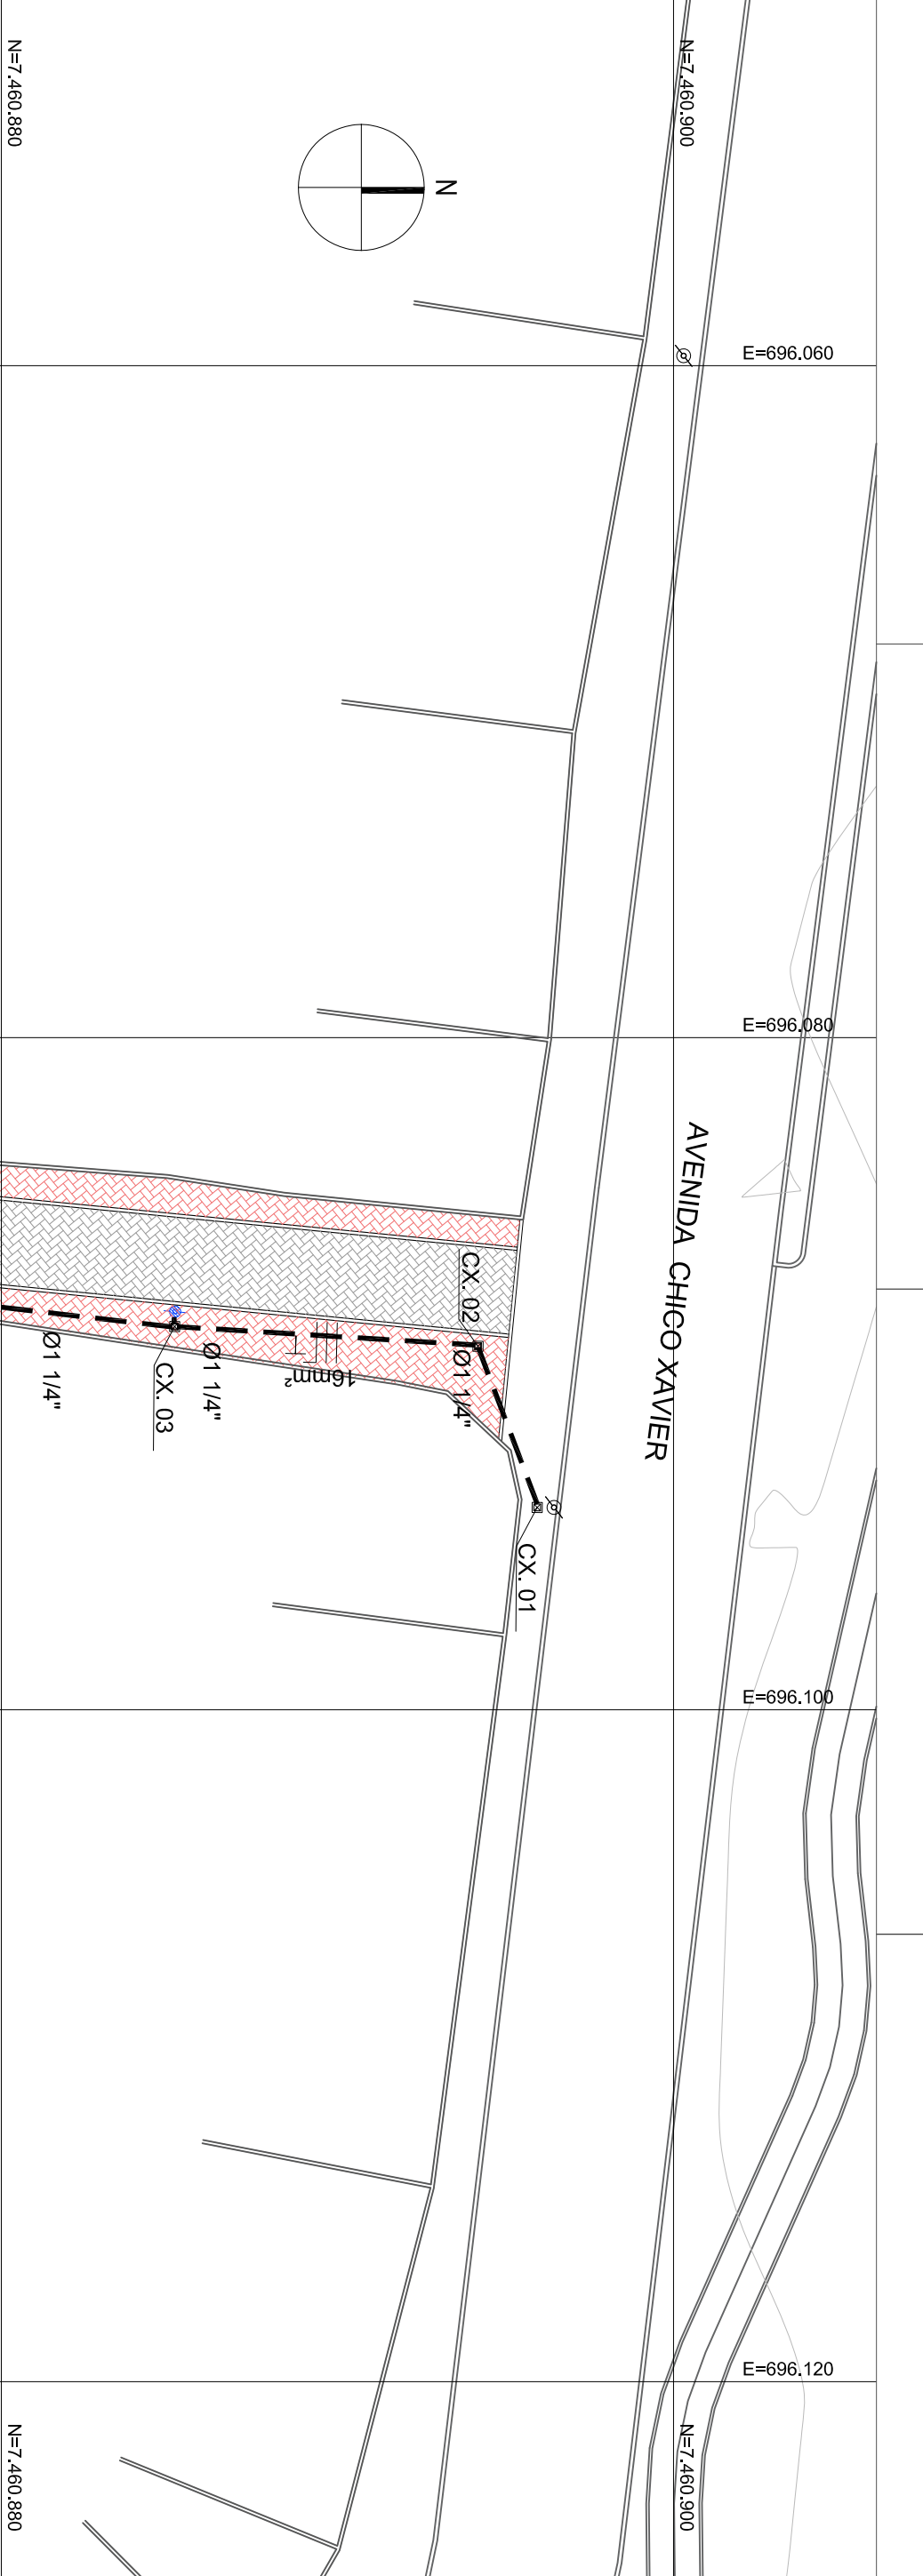 N=7.460.880
N=7.460.900
N
E=696.060
E=696.080
AVENIDA CHICO XAVIER
CX. 02
Ø1 1/4"
16mm²
Ø1 1/4"
CX. 03
Ø1 1/4"
CX. 01
E=696.100
E=696.120
N=7.460.880
N=7.460.900